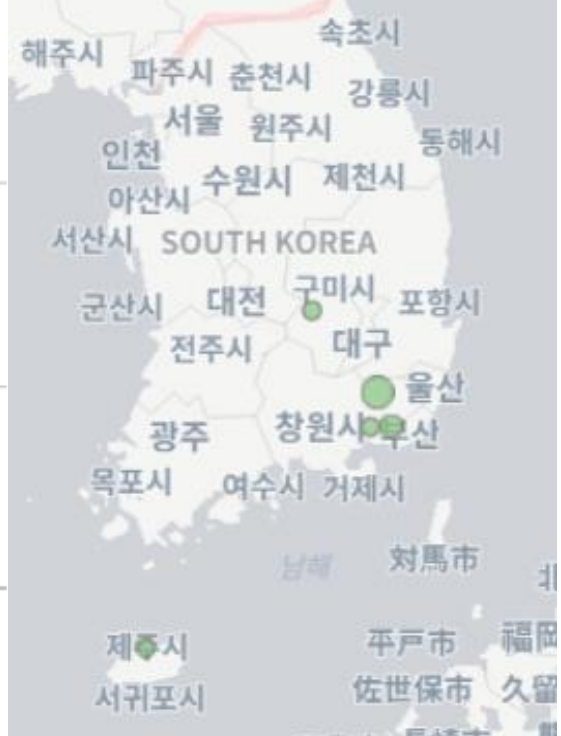 속초시
해주시
파주시 춘천시
강릉시
서울 원주시
동해시
인천
수원시 제천시
아산시
서산시 SOUTH KOREA
구미시
군산시 대전 포항시
전주시 대구
울산
광주 창원시 부산
목포시 여수시 거제시
남해 対馬市
제주시 平戸市 福岡
서귀포시 佐世保市 久留